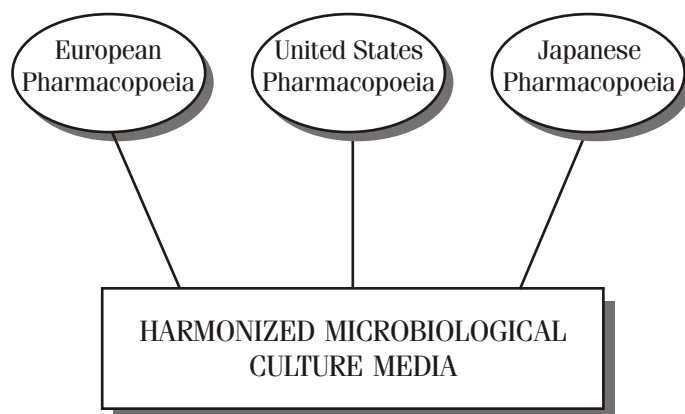 European
Pharmacopoeia
United States
Pharmacopoeia
Japanese
Pharmacopoeia
HARMONIZED MICROBIOLOGICAL
CULTURE MEDIA